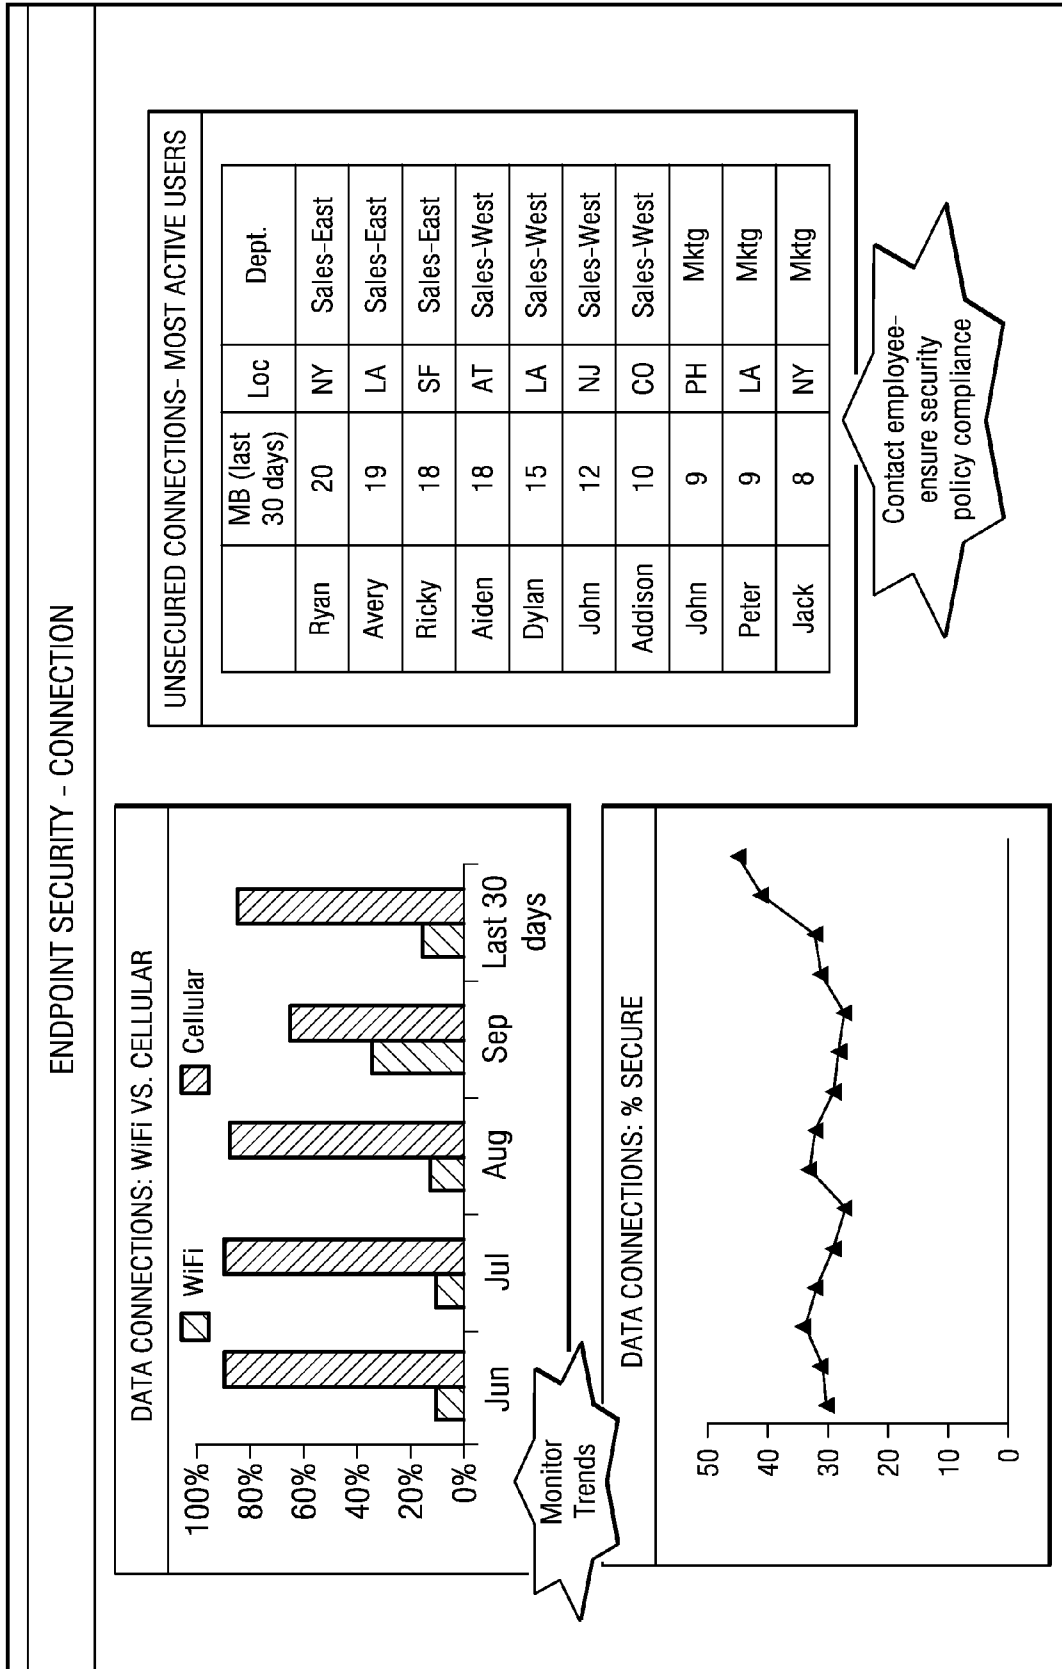 ENDPOINT SECURITY - CONNECTION
DATA CONNECTIONS: WiFi VS. CELLULAR
WiFi Cellular
100%
80%
60%
40%
20%
0%
Jun Jul Aug Sep Last 30
days
Monitor
Trends
DATA CONNECTIONS: % SECURE
50
40
30
20
10
0
UNSECURED CONNECTIONS- MOST ACTIVE USERS
MB (last
30 days) Loc Dept.
Ryan 20 NY Sales-East
Avery 19 LA Sales-East
Ricky 18 SF Sales-East
Aiden 18 AT Sales-West
Dylan 15 LA Sales-West
John 12 NJ Sales-West
Addison 10 CO Sales-West
John 9 PH Mktg
Peter 9 LA Mktg
Jack 8 NY Mktg
Contact employee-
ensure security
policy compliance